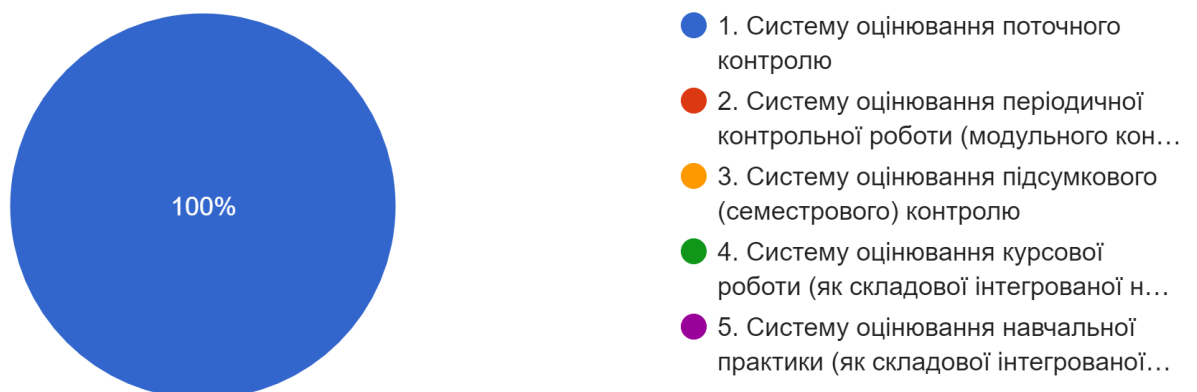 100%
1. Систему оцінювання поточного
контролю
2. Систему оцінювання періодичної
контрольної роботи (модульного кон…
3. Систему оцінювання підсумкового
(семестрового) контролю
4. Систему оцінювання курсової
роботи (як складової інтегрованої н…
5. Систему оцінювання навчальної
практики (як складової інтегрованої…